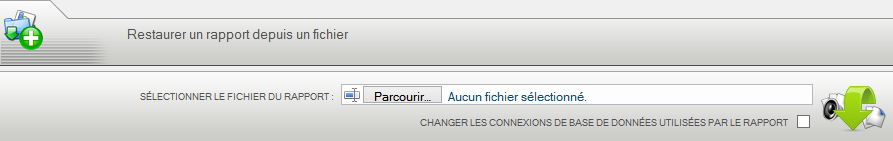 Restaurer un rapport depuis un fichier
SÉLECTIONNER LE FICHIER DU RAPPORT : Parcourir... Aucun fichier sélectionné.
CHANGER LES CONNEXIONS DE BASE DE DONNÉES UTILISÉES PAR LE RAPPORT